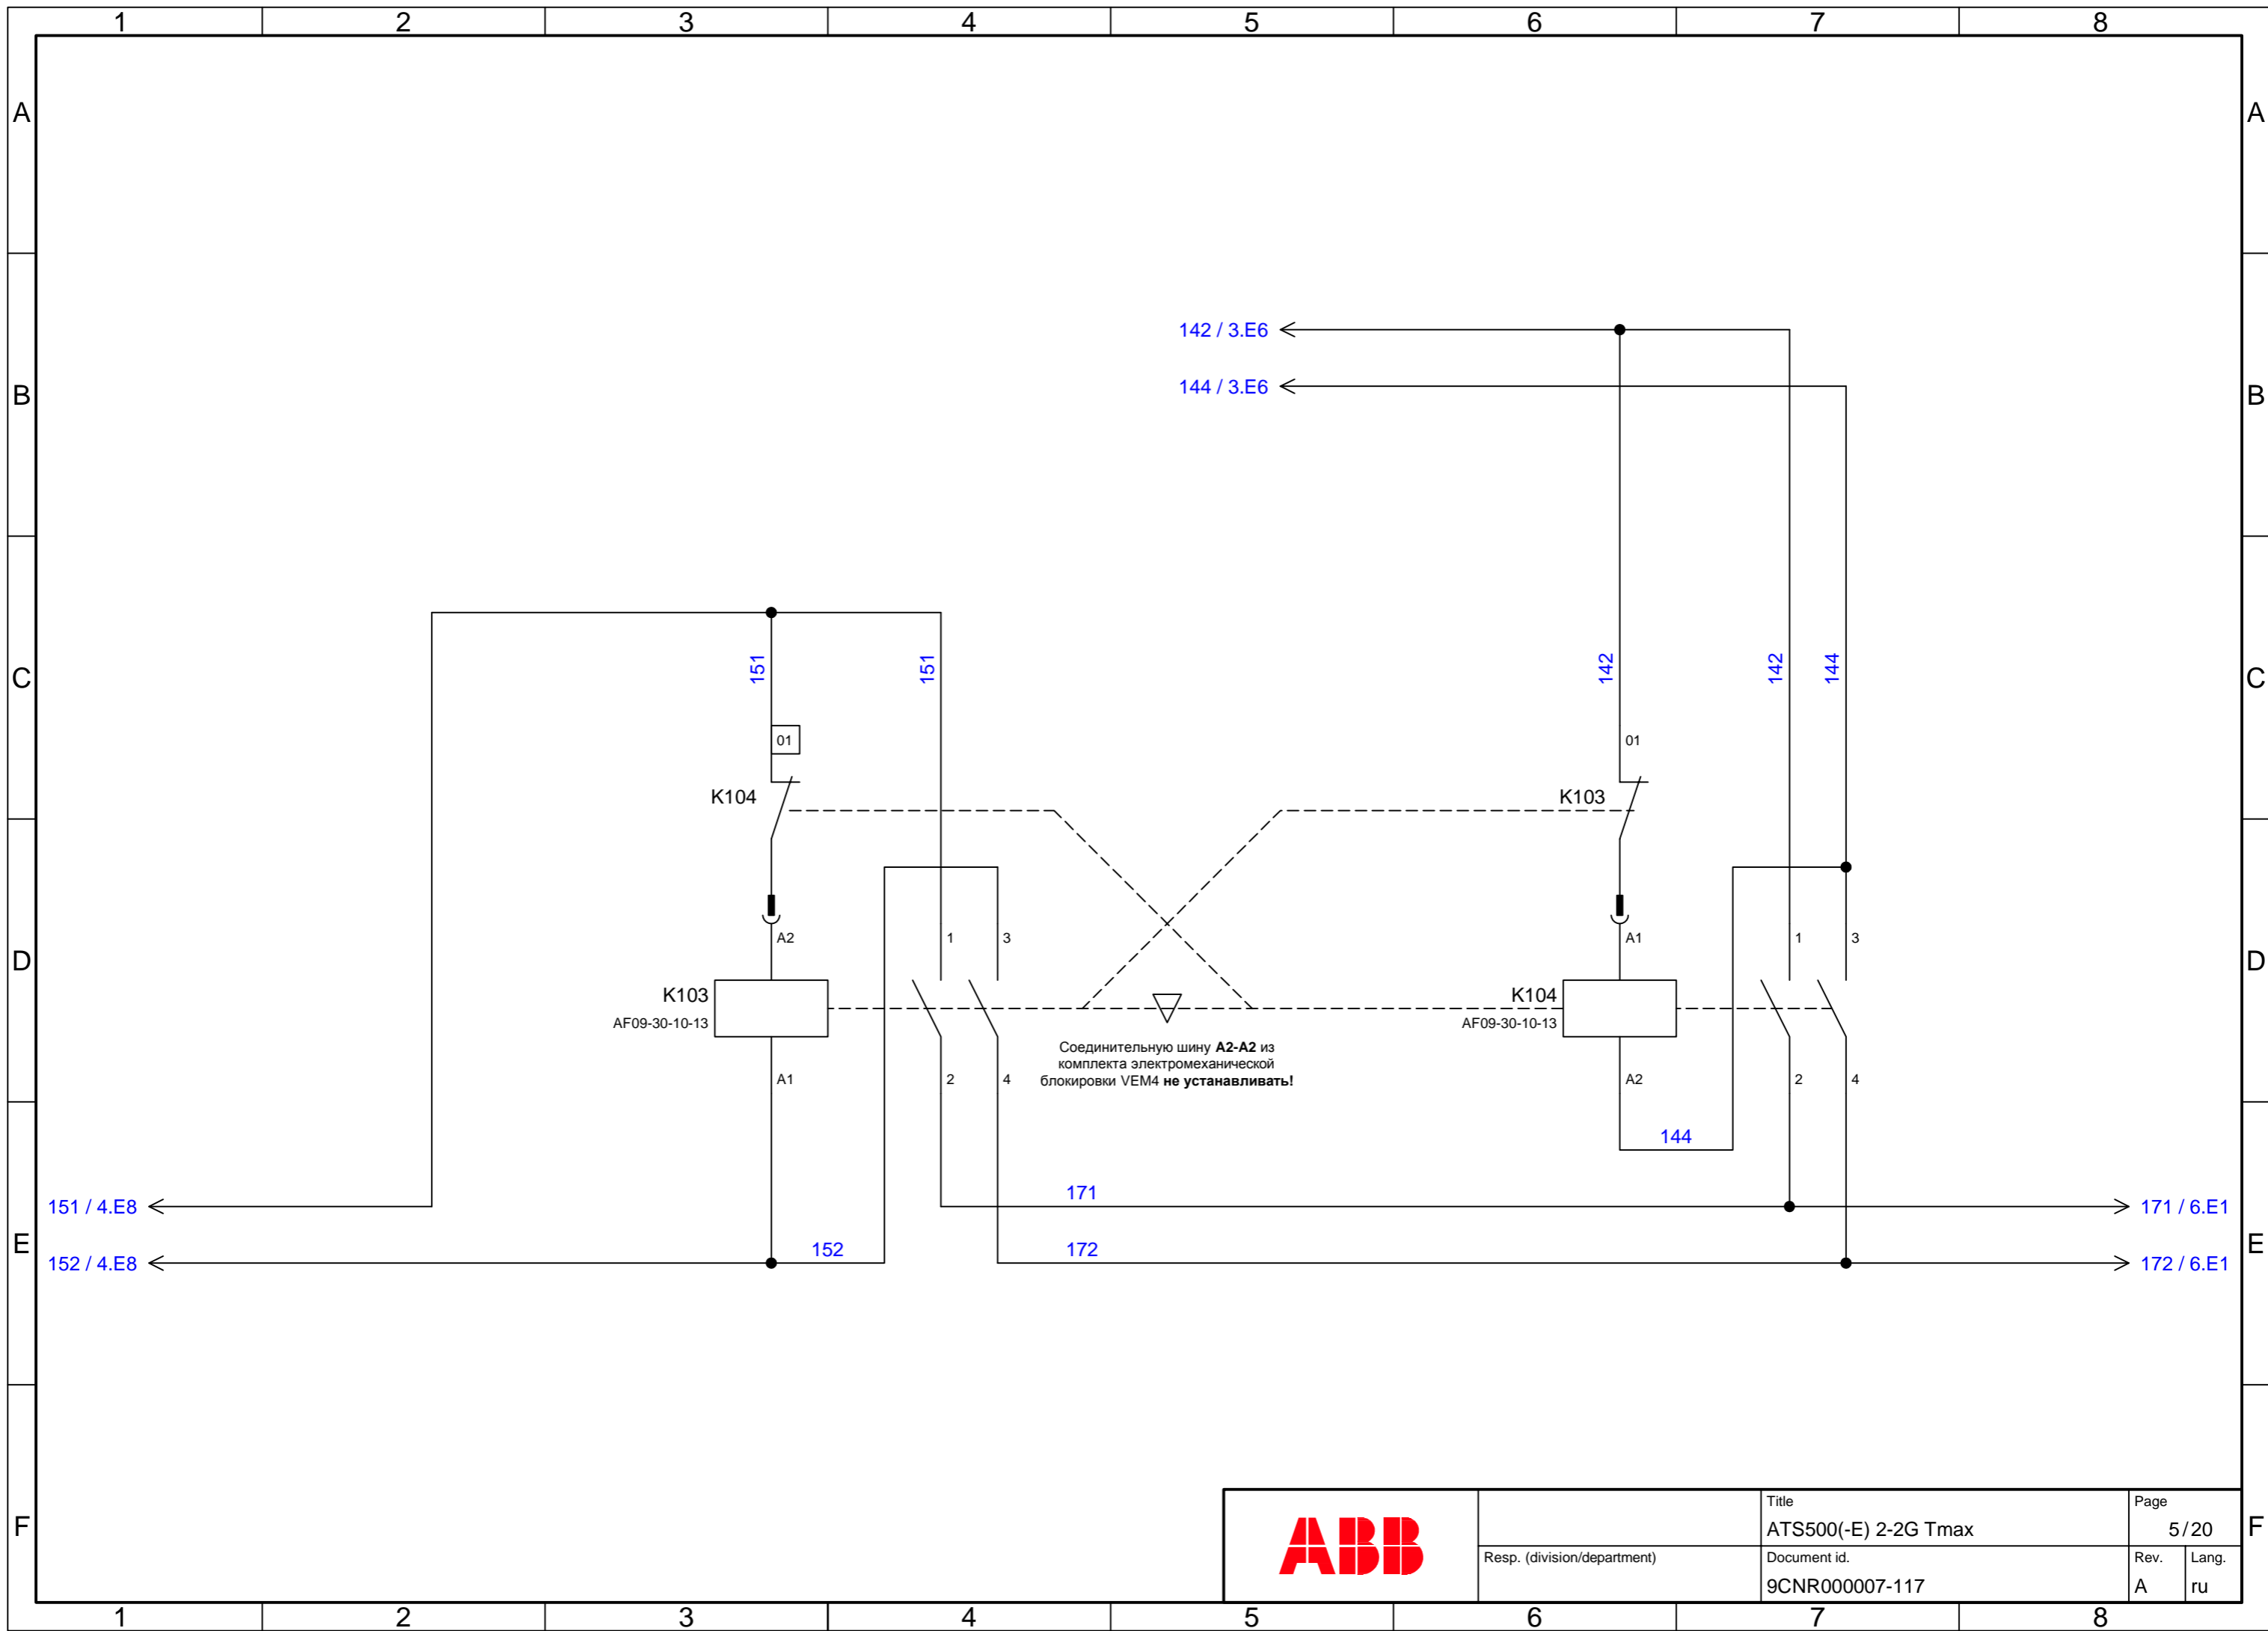 1 2 3 4 5 6 7 8
A A
142 / 3.E6
144 / 3.E6
B B
151 151 142 142 144
C C
01 01
K104 K103
A2 1 3 A1 1 3
D D
K103 K104
AF09-30-10-13 AF09-30-10-13
Соединительную шину A2-A2 из
комплекта электромеханической
блокировки VEM4 не устанавливать!
A1 2 4 A2 2 4
144
171
151 / 4.E8 171 / 6.E1
E E
152 172
152 / 4.E8 172 / 6.E1
F F
ABB
Title
ATS500(-E) 2-2G Tmax
Page
5/20
Resp. (division/department)
Document id.
9CNR000007-117
Rev.
A
Lang.
ru
1 2 3 4 5 6 7 8